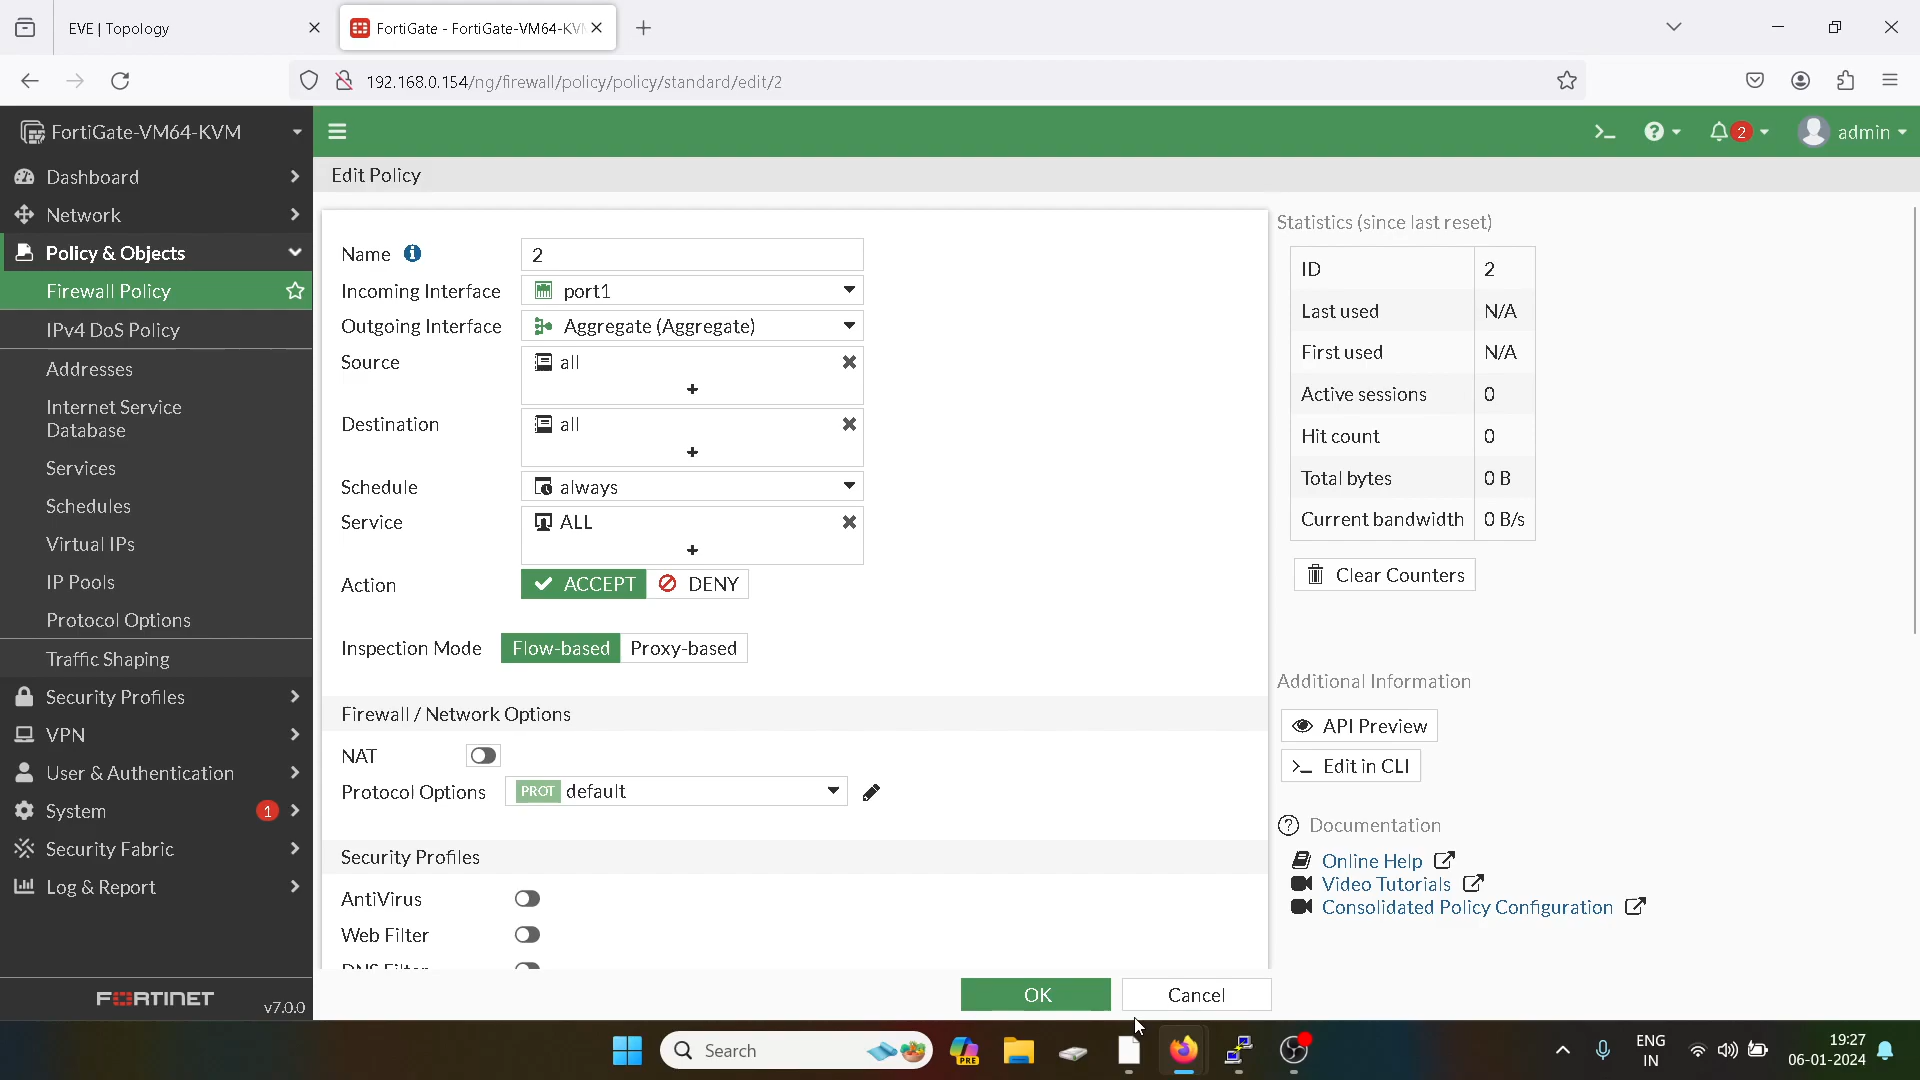 EVE | Topology
FortiGate - FortiGate-VM64-KVM
192.168.0.154/ng/firewall/policy/policy/standard/edit/2
FortiGate-VM64-KVM
2
admin
Dashboard
Network
Policy & Objects
Firewall Policy
IPv4 DoS Policy
Addresses
Internet Service
Database
Services
Schedules
Virtual IPs
IP Pools
Protocol Options
Traffic Shaping
Security Profiles
VPN
User & Authentication
System 1
Security Fabric
Log & Report
FORTINET v7.0.0
Edit Policy
Name 2
Incoming Interface port1
Outgoing Interface Aggregate (Aggregate)
Source all
+
Destination all
+
Schedule always
Service ALL
+
Action ACCEPT DENY
Inspection Mode Flow-based Proxy-based
Firewall / Network Options
NAT
Protocol Options PROT default
Security Profiles
AntiVirus
Web Filter
DNS Filter
OK Cancel
Statistics (since last reset)
ID 2
Last used N/A
First used N/A
Active sessions 0
Hit count 0
Total bytes 0 B
Current bandwidth 0 B/s
Clear Counters
Additional Information
API Preview
>_ Edit in CLI
Documentation
Online Help
Video Tutorials
Consolidated Policy Configuration
Search
PRE
ENG
IN
19:27
06-01-2024